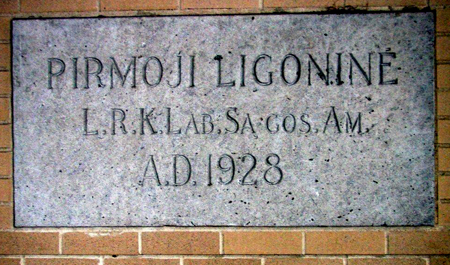 PIRMOJI LIGONINĖ
L.R.K. LAB. SA·GOS. AM.
A.D. 1928